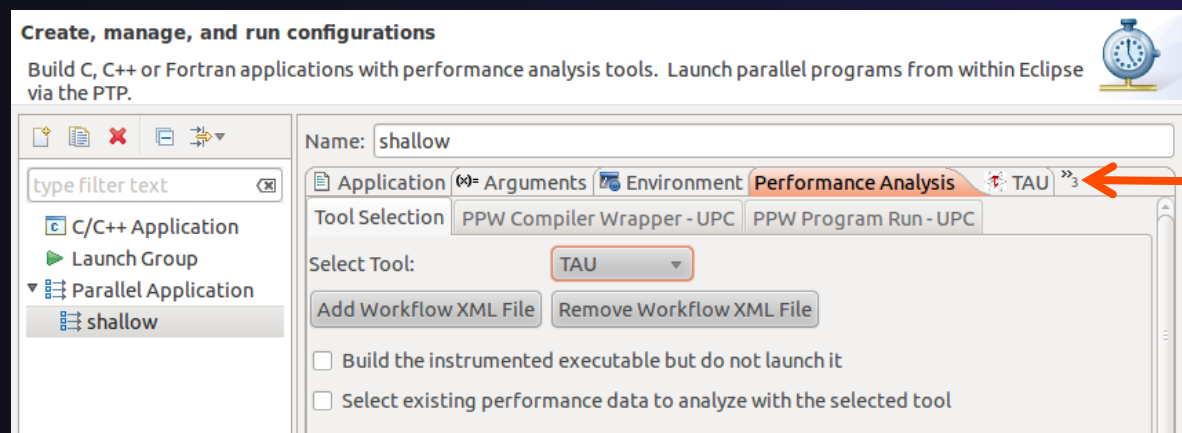 Create, manage, and run configurations
Build C, C++ or Fortran applications with performance analysis tools. Launch parallel programs from within Eclipse
via the PTP.
Name: shallow
type filter text
Application (x)= Arguments Environment Performance Analysis TAU »3
C/C++ Application
Launch Group
Parallel Application
shallow
Tool Selection PPW Compiler Wrapper - UPC PPW Program Run - UPC
Select Tool: TAU
Add Workflow XML File Remove Workflow XML File
Build the instrumented executable but do not launch it
Select existing performance data to analyze with the selected tool